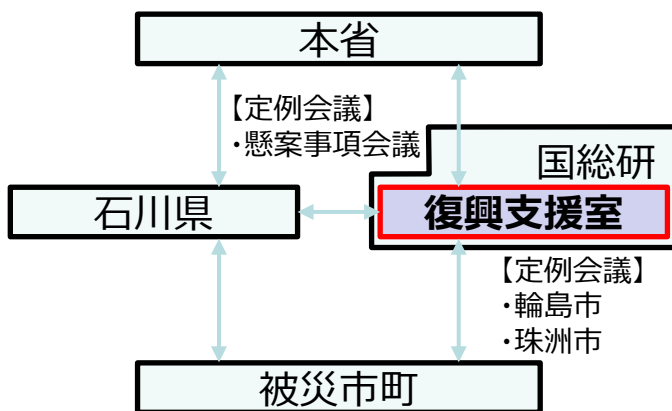 本省
【定例会議】
・懸案事項会議
国総研
石川県
復興支援室
【定例会議】
・輪島市
・珠洲市
被災市町